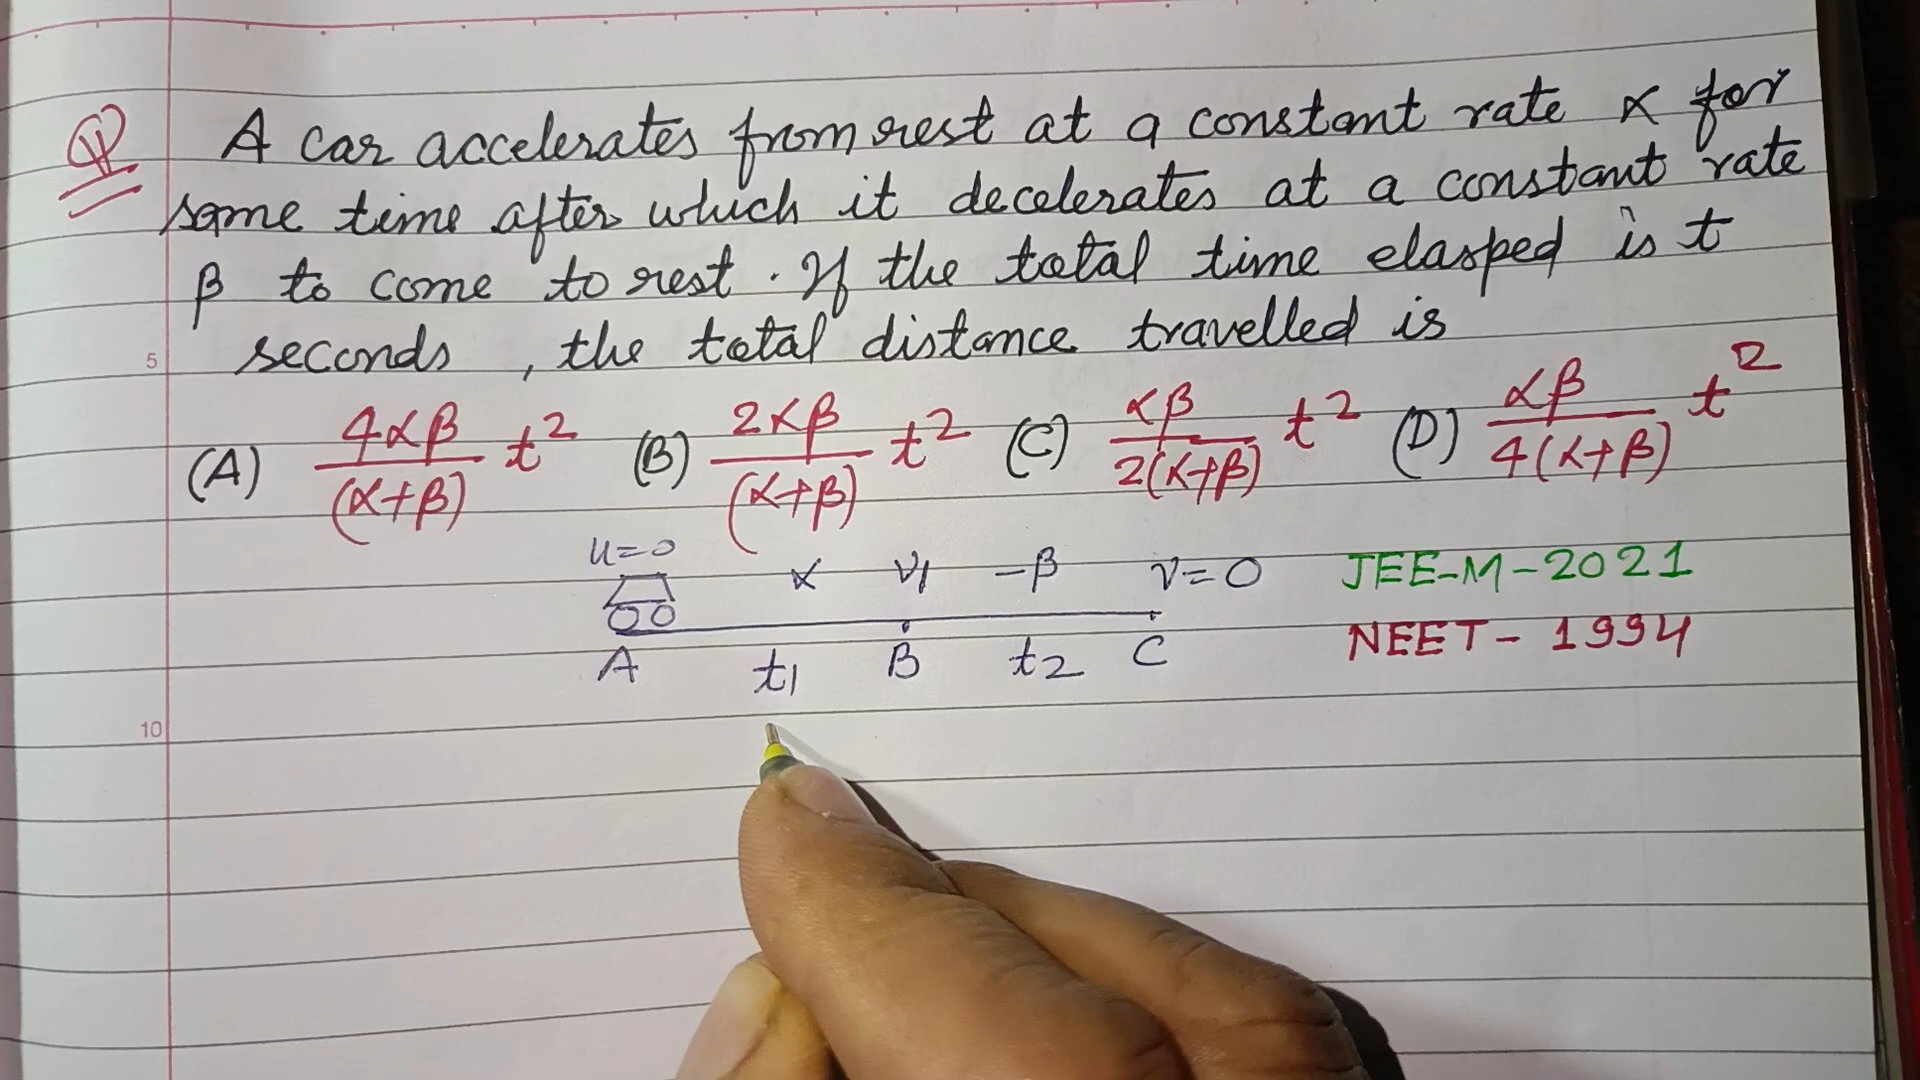 Q A car accelerates from rest at a constant rate α for
some time after which it decelerates at a constant rate
β to come to rest. If the total time elasped is t
5 seconds, the total distance travelled is
(A) 4αβ/(α+β) t² (B) 2αβ/(α+β) t² (C) αβ/2(α+β) t² (D) αβ/4(α+β) t²
u=0 α v1 -β v=0 JEE-M-2021
A t1 B t2 C NEET-1994
10